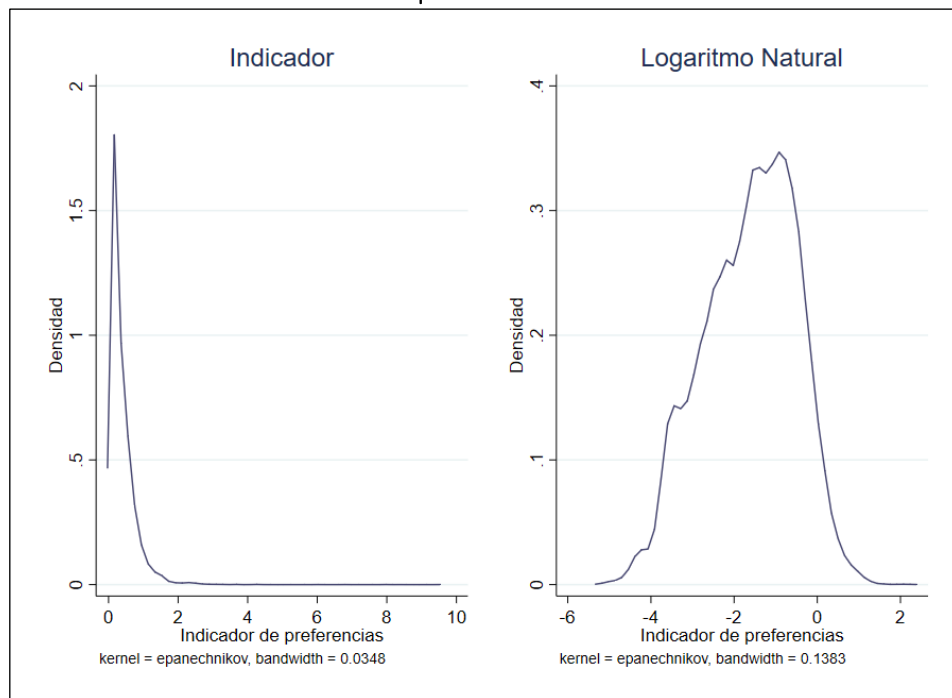 Indicador
Densidad
2
1.5
1
.5
0
0 2 4 6 8 10
Indicador de preferencias
kernel = epanechnikov, bandwidth = 0.0348
Logaritmo Natural
Densidad
.4
.3
.2
.1
0
-6 -4 -2 0 2
Indicador de preferencias
kernel = epanechnikov, bandwidth = 0.1383